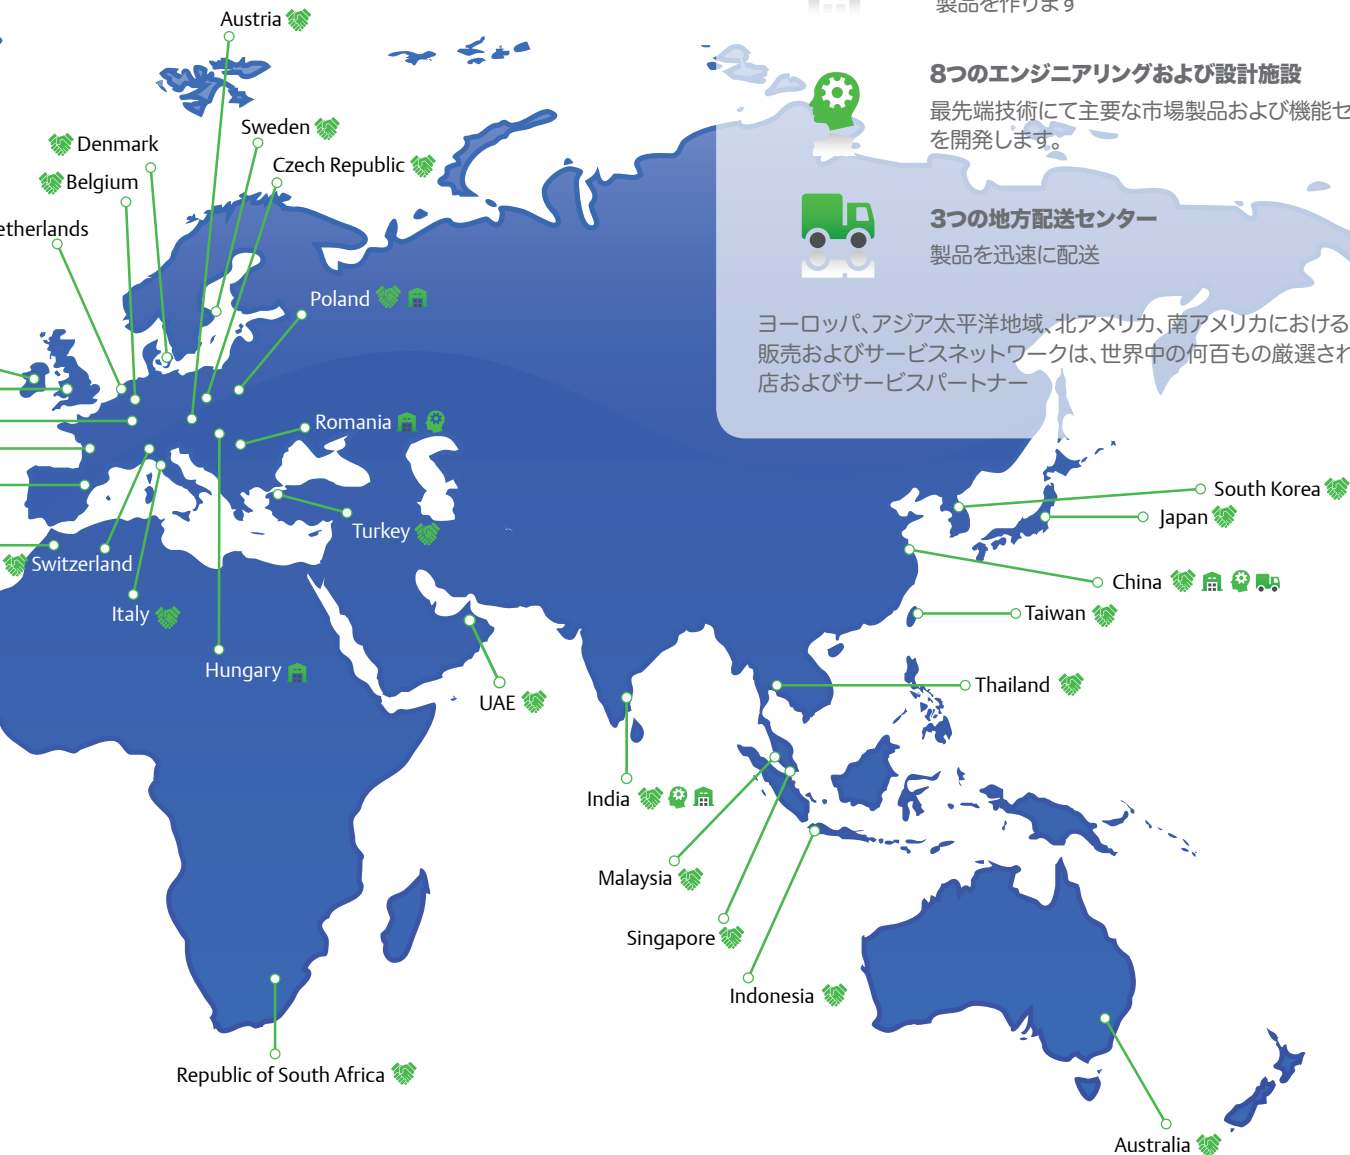 製品を作ります
8つのエンジニアリングおよび設計施設
最先端技術にて主要な市場製品および機能セ
を開発します。
3つの地方配送センター
製品を迅速に配送
ヨーロッパ、アジア太平洋地域、北アメリカ、南アメリカにおける
販売およびサービスネットワークは、世界中の何百もの厳選され
店およびサービスパートナー
Austria
Sweden
Denmark
Czech Republic
Belgium
etherlands
Poland
Romania
Turkey
Switzerland
Italy
Hungary
UAE
South Korea
Japan
China
Taiwan
Thailand
India
Malaysia
Singapore
Indonesia
Republic of South Africa
Australia